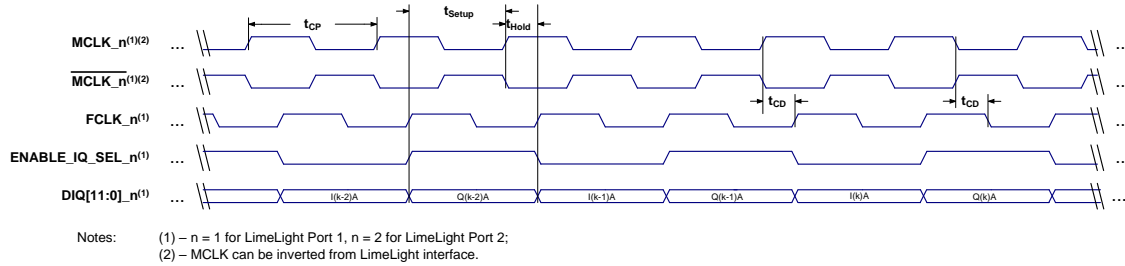 tCP tSetup tHold
MCLK_n(1)(2) ...
MCLK_n(1)(2) ... ..
tCD tCD
FCLK_n(1) ... ..
ENABLE_IQ_SEL_n(1) ... ..
DIQ[11:0]_n(1) ... I(k-2)A Q(k-2)A I(k-1)A Q(k-1)A I(k)A Q(k)A ...
Notes: (1) – n = 1 for LimeLight Port 1, n = 2 for LimeLight Port 2;
(2) – MCLK can be inverted from LimeLight interface.